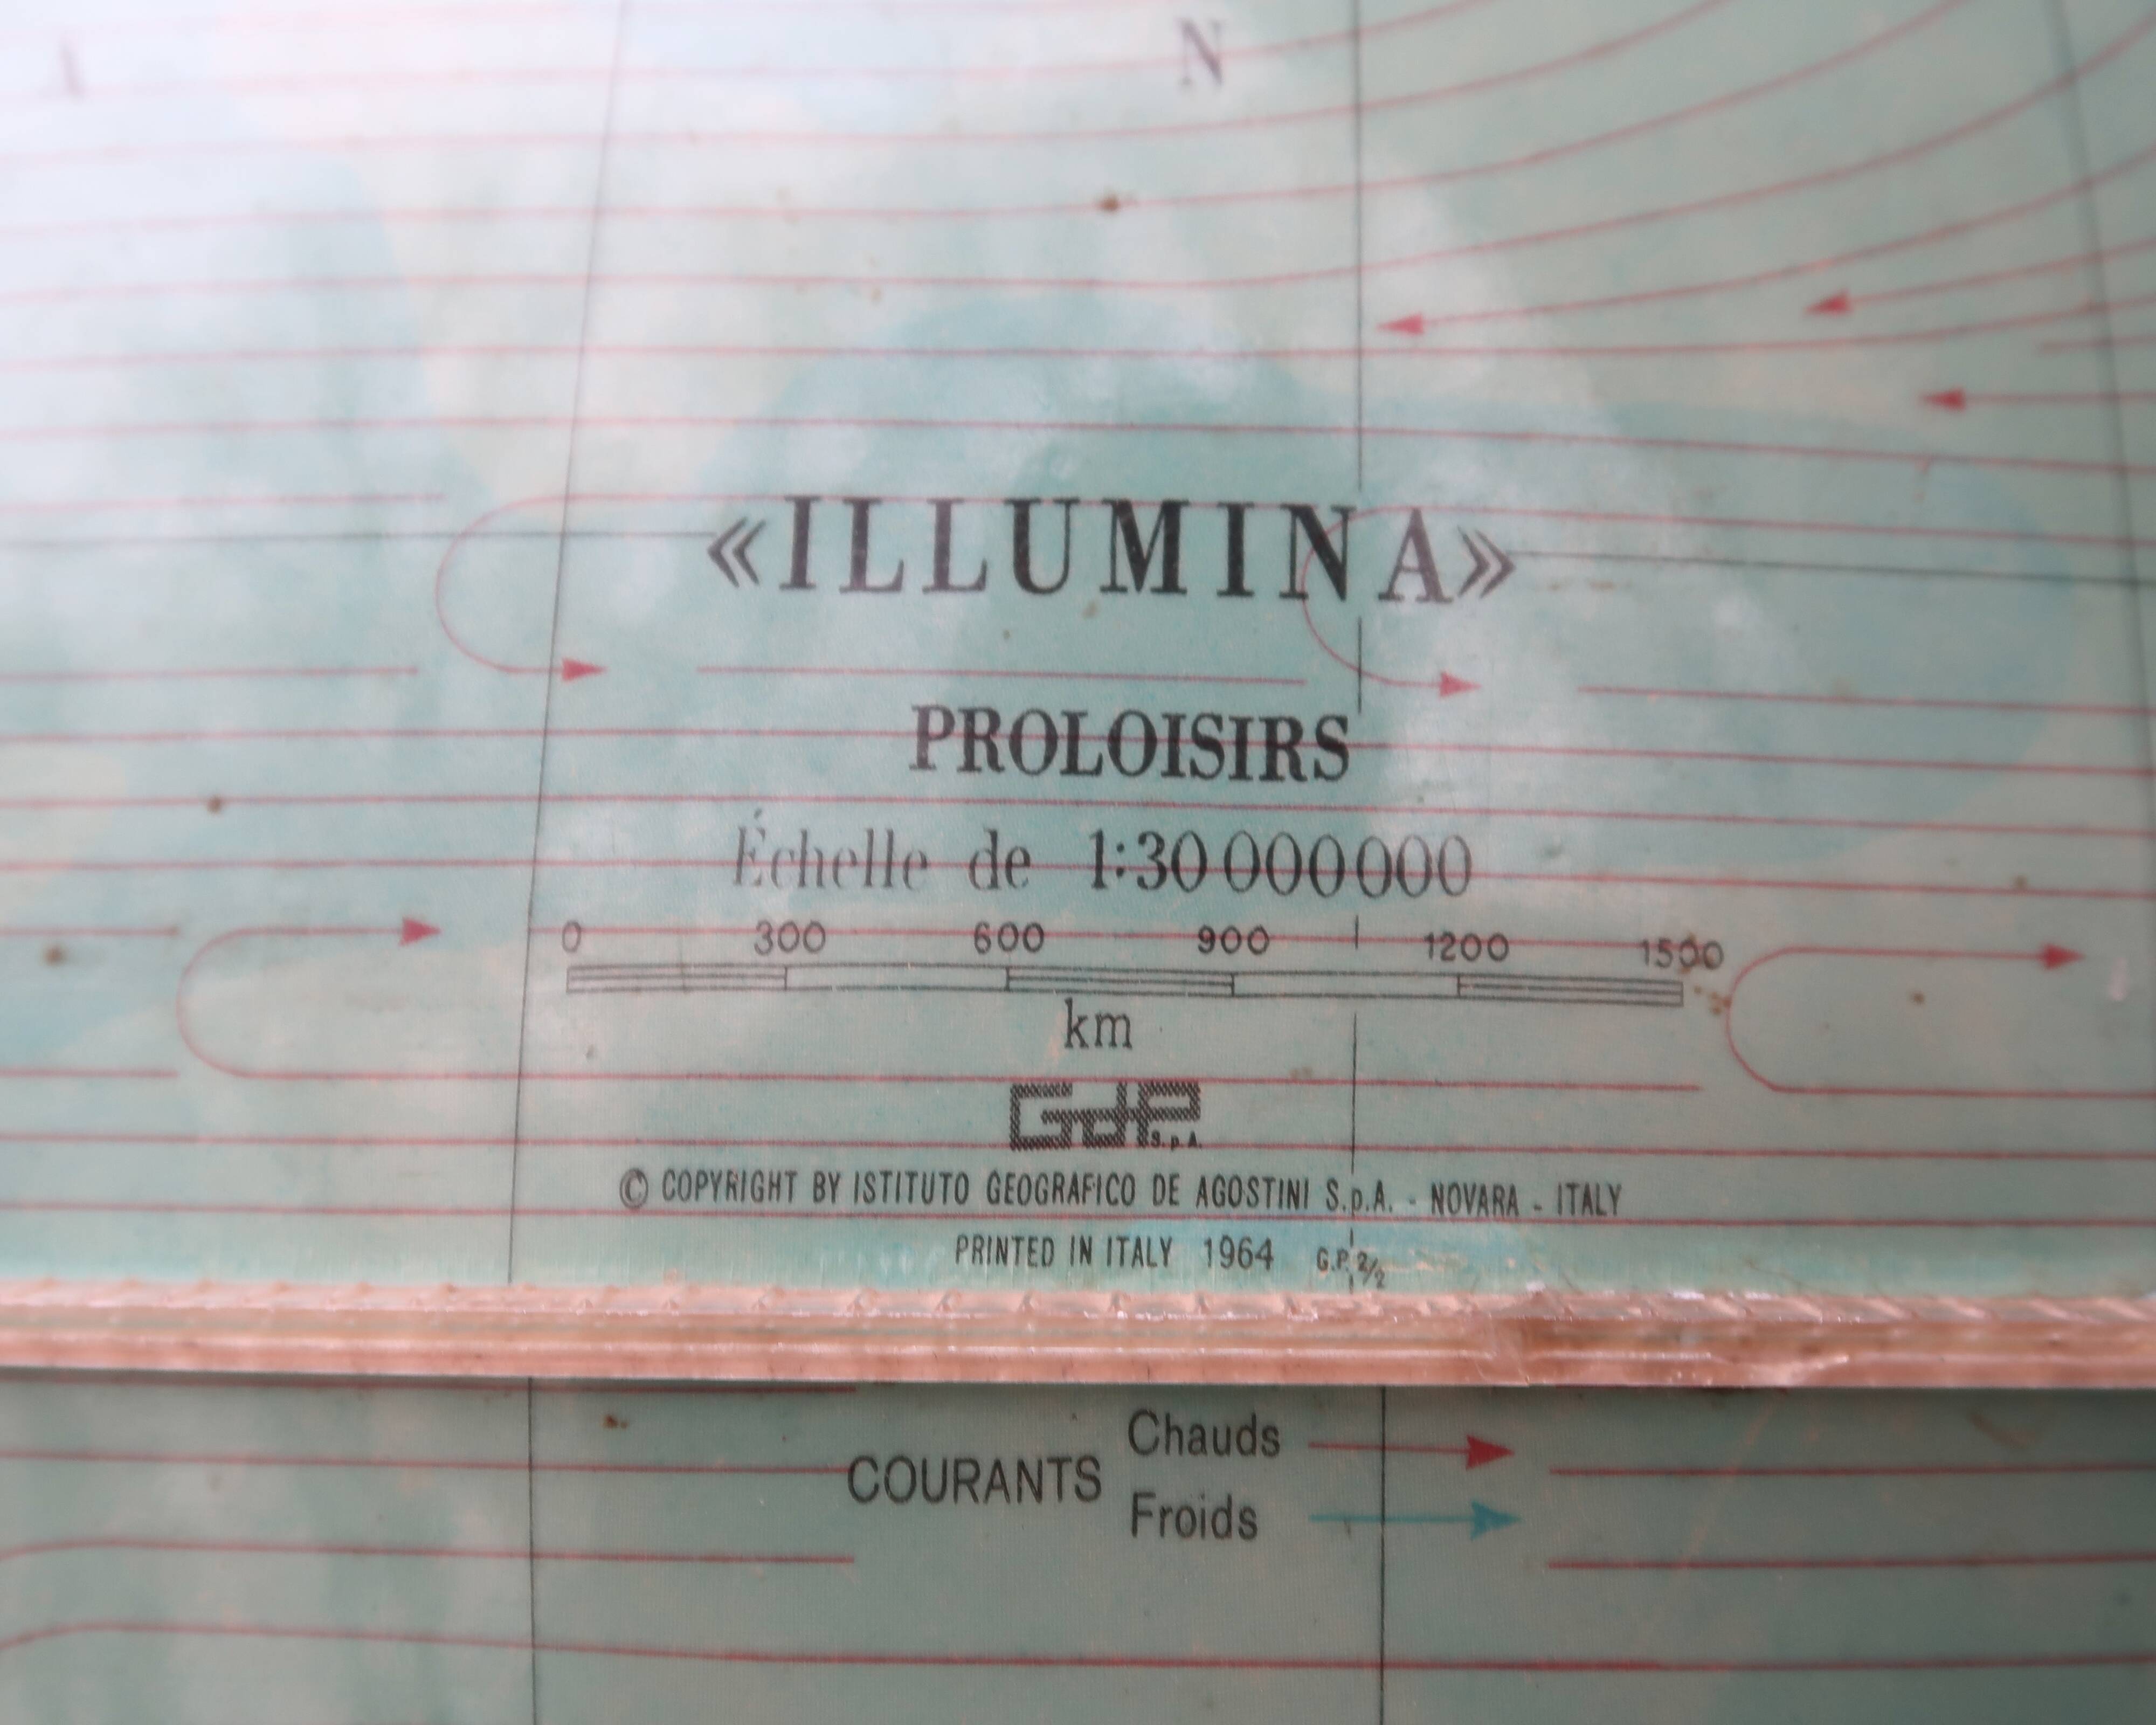 N
«ILLUMINA»
PROLOISIRS
Échelle de 1:30 000 000
0 300 600 900 1200 1500
km
GdP S.p.A.
© COPYRIGHT BY ISTITUTO GEOGRAFICO DE AGOSTINI S.p.A. - NOVARA - ITALY
PRINTED IN ITALY 1964 G.P. 2/2
Chauds
COURANTS
Froids